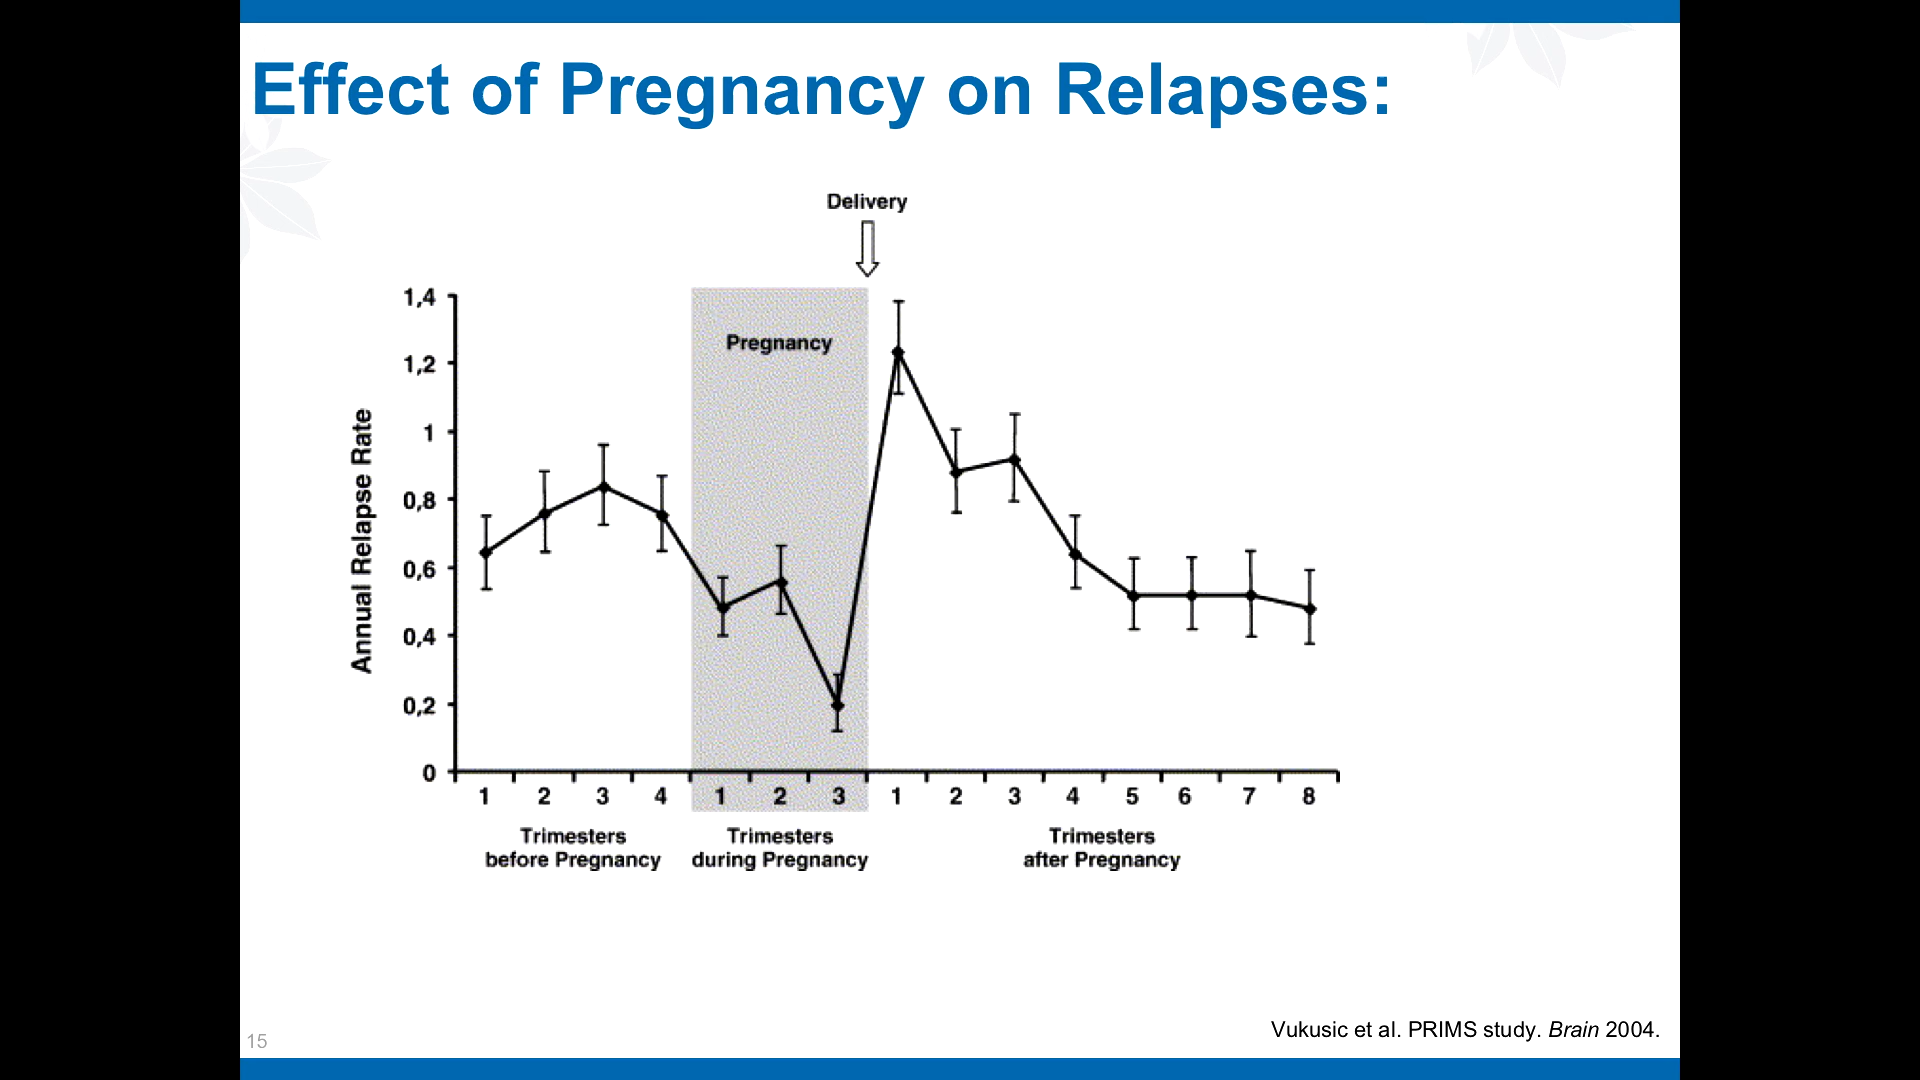 Effect of Pregnancy on Relapses:
Delivery
Pregnancy
Annual Relapse Rate
1,4
1,2
1
0,8
0,6
0,4
0,2
0
1 2 3 4 1 2 3 1 2 3 4 5 6 7 8
Trimesters before Pregnancy
Trimesters during Pregnancy
Trimesters after Pregnancy
Vukusic et al. PRIMS study. Brain 2004.
15